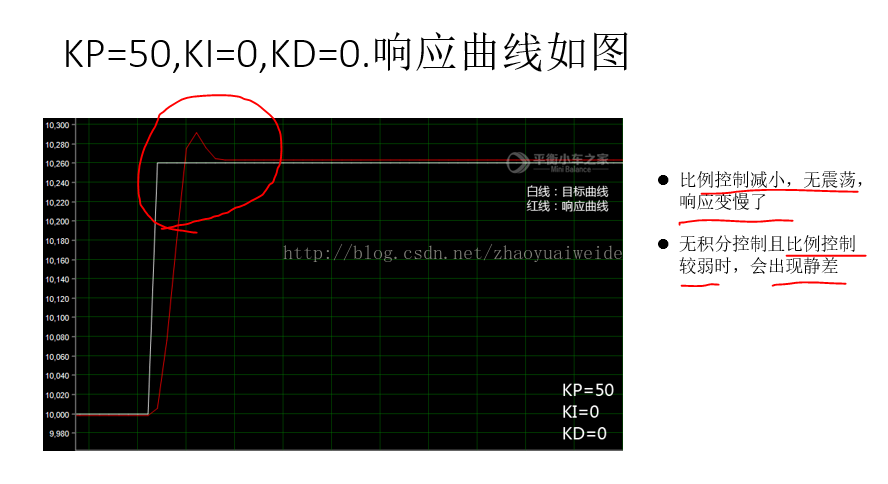 KP=50,KI=0,KD=0.响应曲线如图
10,300
10,280
10,260
10,240
10,220
10,200
10,180
10,160
10,140
10,120
10,100
10,080
10,060
10,040
10,020
10,000
9,980
平衡小车之家
Mini Balance
白线：目标曲线
红线：响应曲线
http://blog.csdn.net/zhaoyuaiweide
KP=50
KI=0
KD=0
● 比例控制减小，无震荡，
响应变慢了
● 无积分控制且比例控制
较弱时，会出现静差